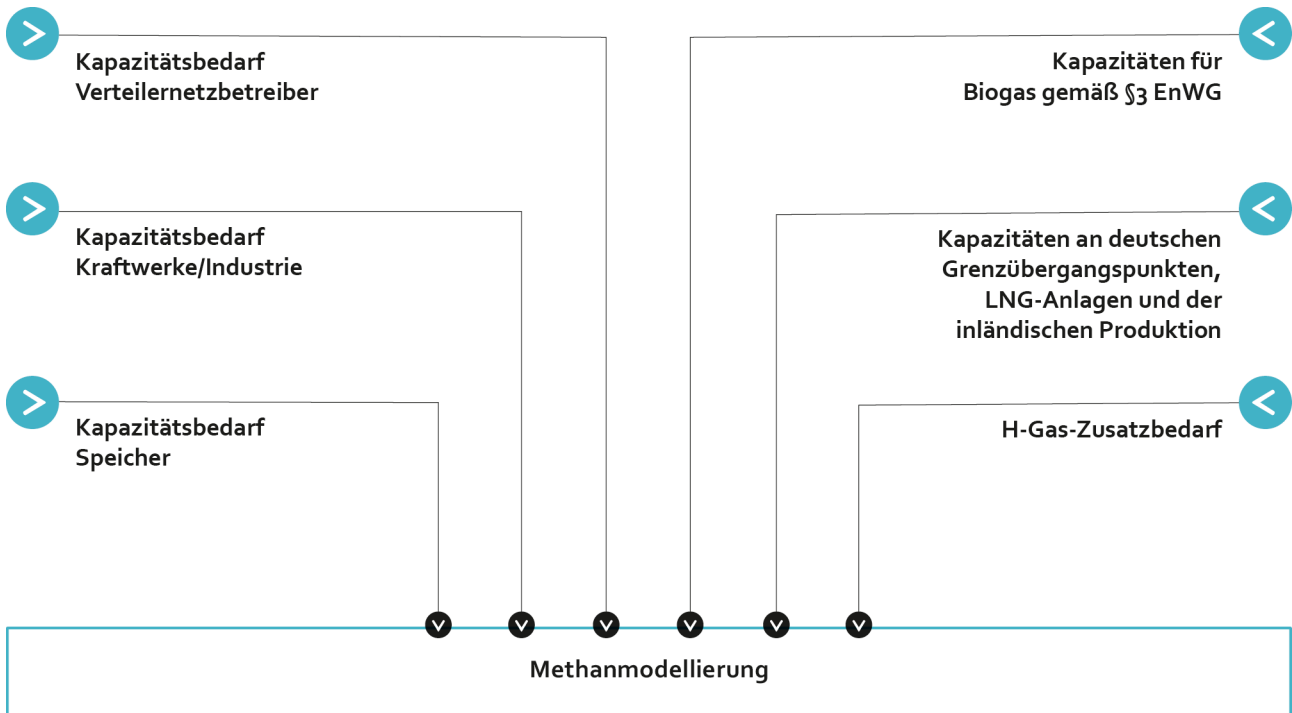 Kapazitätsbedarf
Verteilernetzbetreiber
Kapazitäten für
Biogas gemäß §3 EnWG
Kapazitätsbedarf
Kraftwerke/Industrie
Kapazitäten an deutschen
Grenzübergangspunkten,
LNG-Anlagen und der
inländischen Produktion
Kapazitätsbedarf
Speicher
H-Gas-Zusatzbedarf
Methanmodellierung